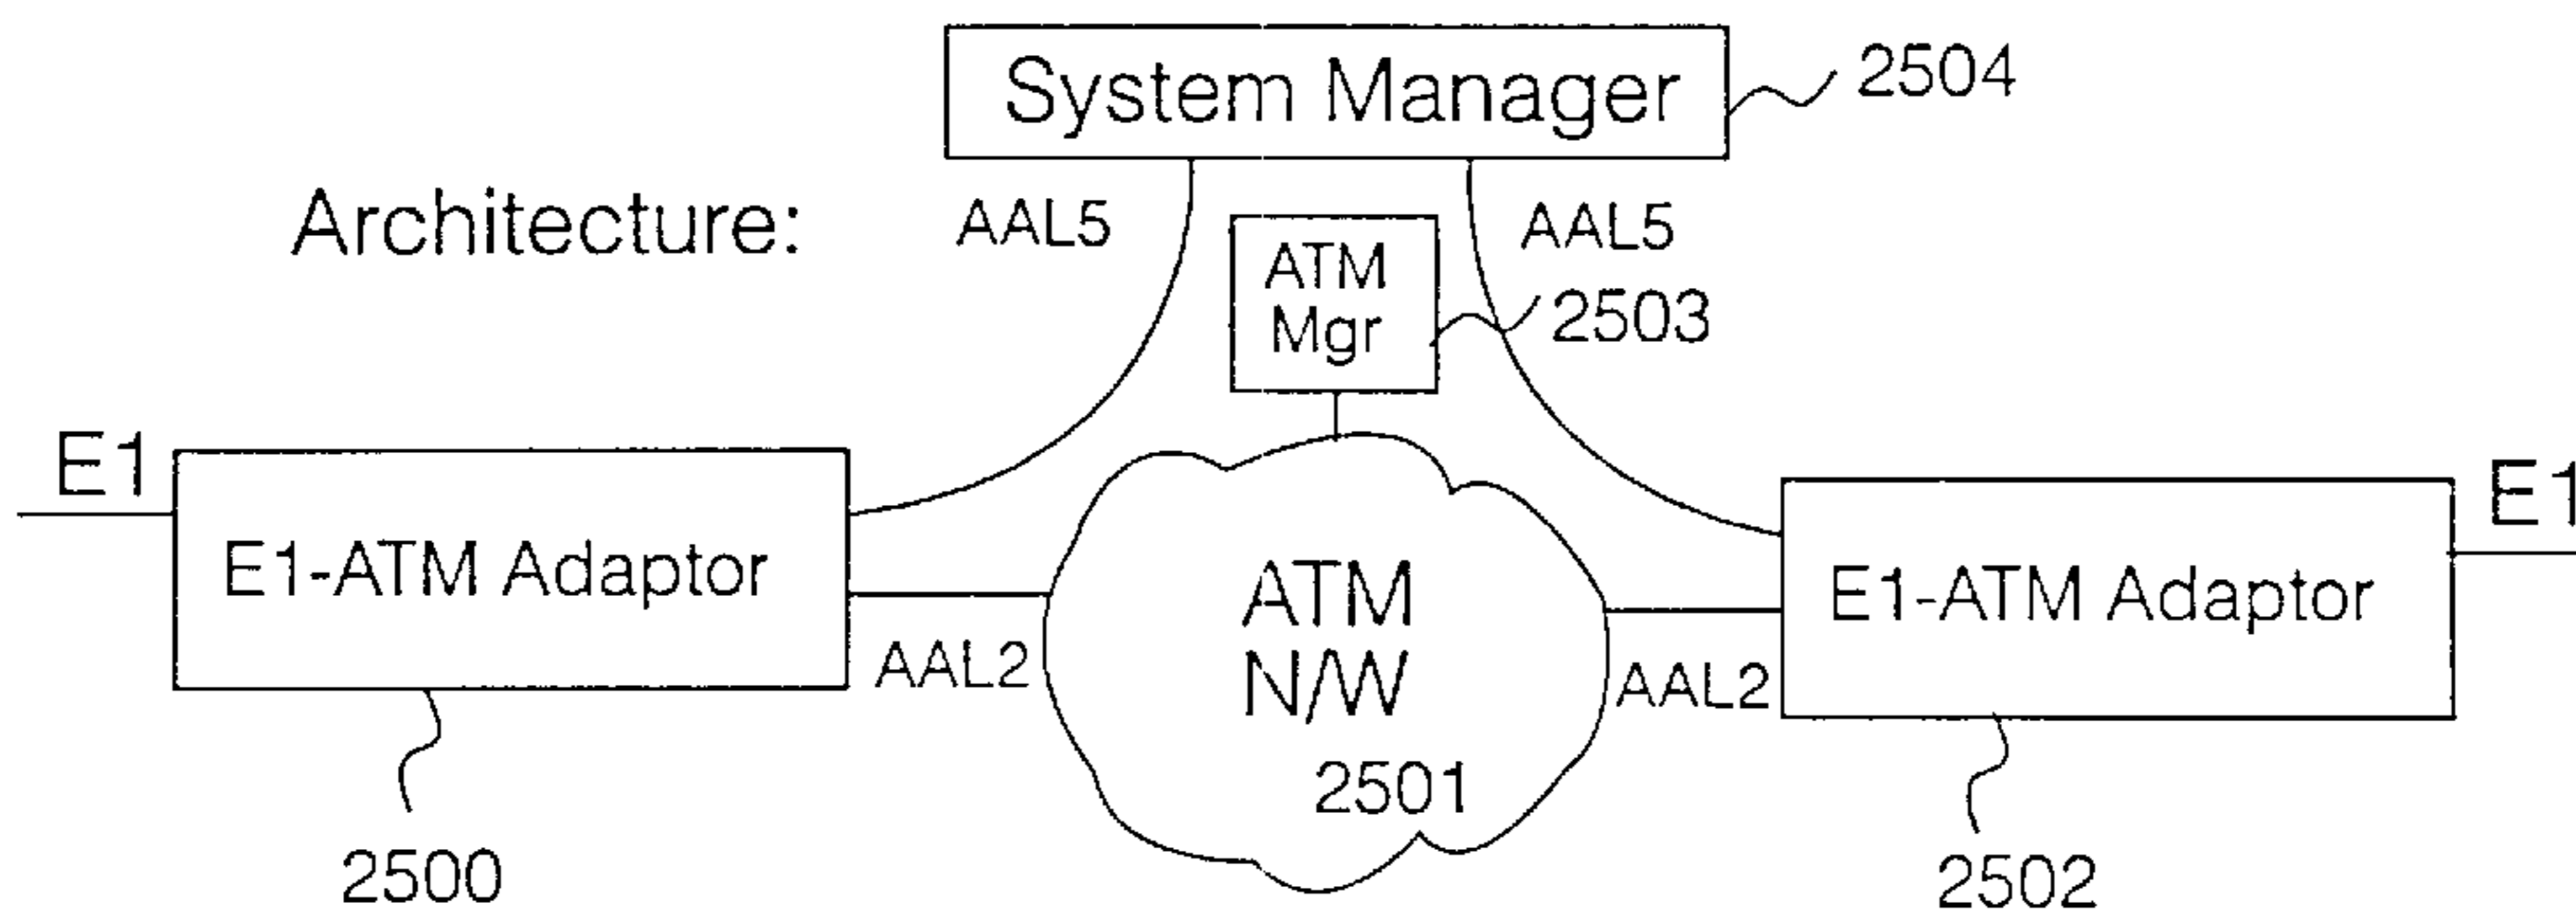 System Manager
2504
Architecture:
AAL5
AAL5
ATM
Mgr
2503
E1
E1
E1-ATM Adaptor
ATM
N/W
E1-ATM Adaptor
AAL2
AAL2
2501
2500
2502